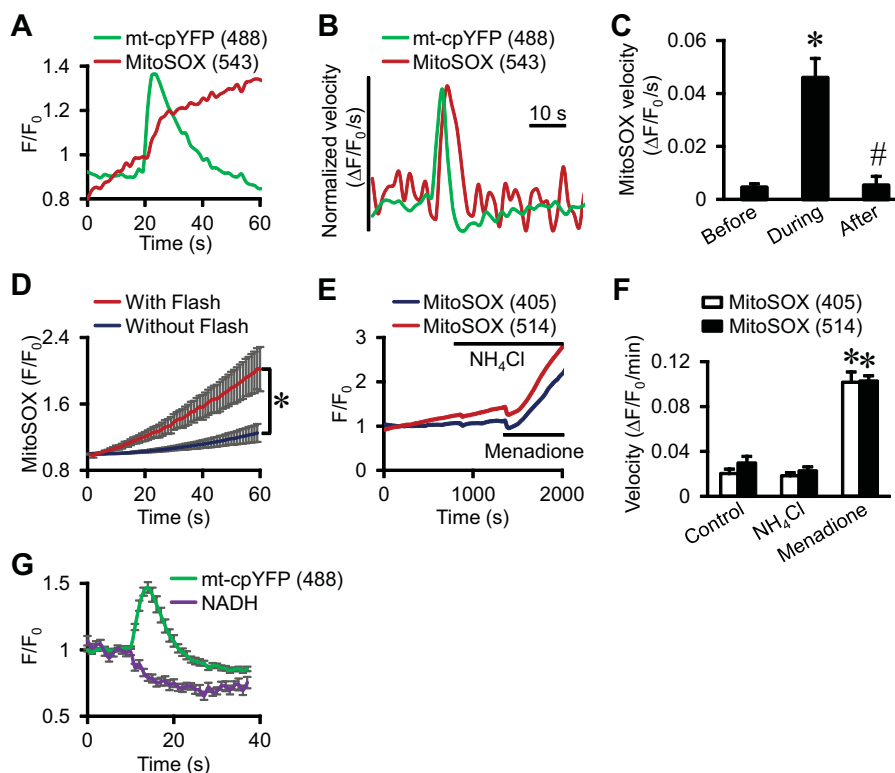 A
mt-cpYFP (488)
MitoSOX (543)
F/F0
1.4
1.2
1
0.8
0 20 40 60
Time (s)
B
mt-cpYFP (488)
MitoSOX (543)
10 s
Normalized velocity
(ΔF/F0/s)
C
MitoSOX velocity
(ΔF/F0/s)
0.06
0.04
0.02
0
*
#
Before During After
D
With Flash
Without Flash
MitoSOX (F/F0)
2.4
1.6
0.8
*
0 20 40 60
Time (s)
E
MitoSOX (405)
MitoSOX (514)
F/F0
3
2
1
0
NH4Cl
Menadione
0 1000 2000
Time (s)
F
MitoSOX (405)
MitoSOX (514)
Velocity (ΔF/F0/min)
0.12
0.08
0.04
0
* *
Control NH4Cl Menadione
G
mt-cpYFP (488)
NADH
F/F0
1.5
1
0.5
0 20 40
Time (s)